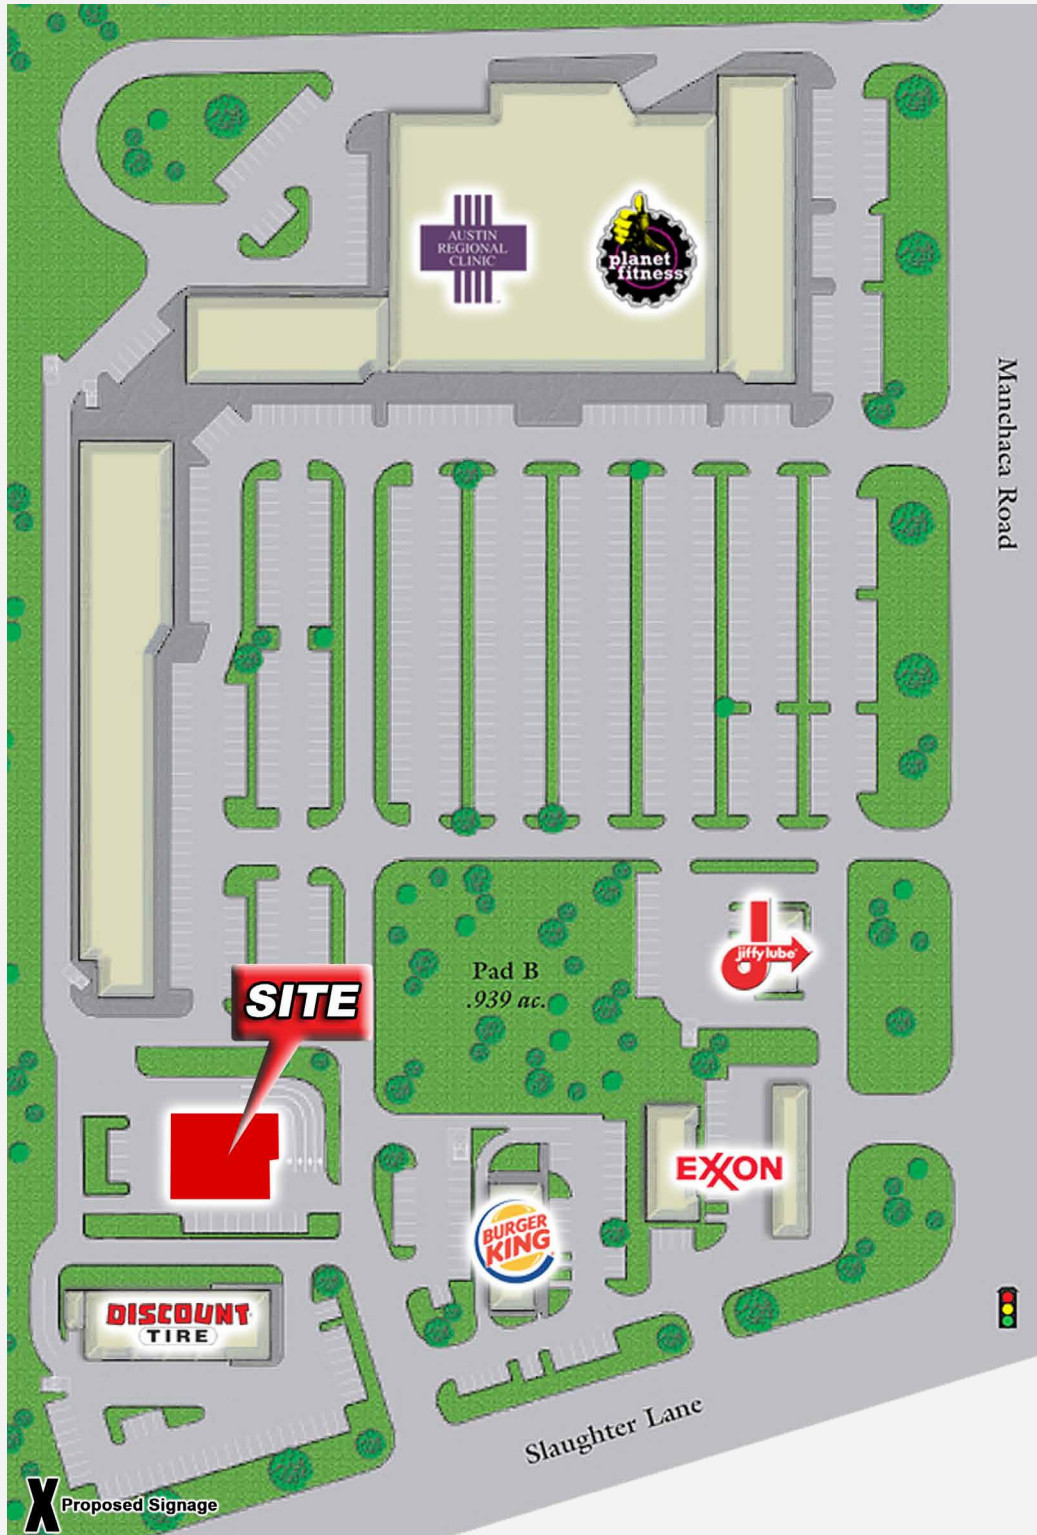 AUSTIN
REGIONAL
CLINIC
planet
fitness
Manchaca Road
jiffy lube
Pad B
.939 ac.
SITE
EXXON
BURGER
KING
DISCOUNT
TIRE
Slaughter Lane
X Proposed Signage